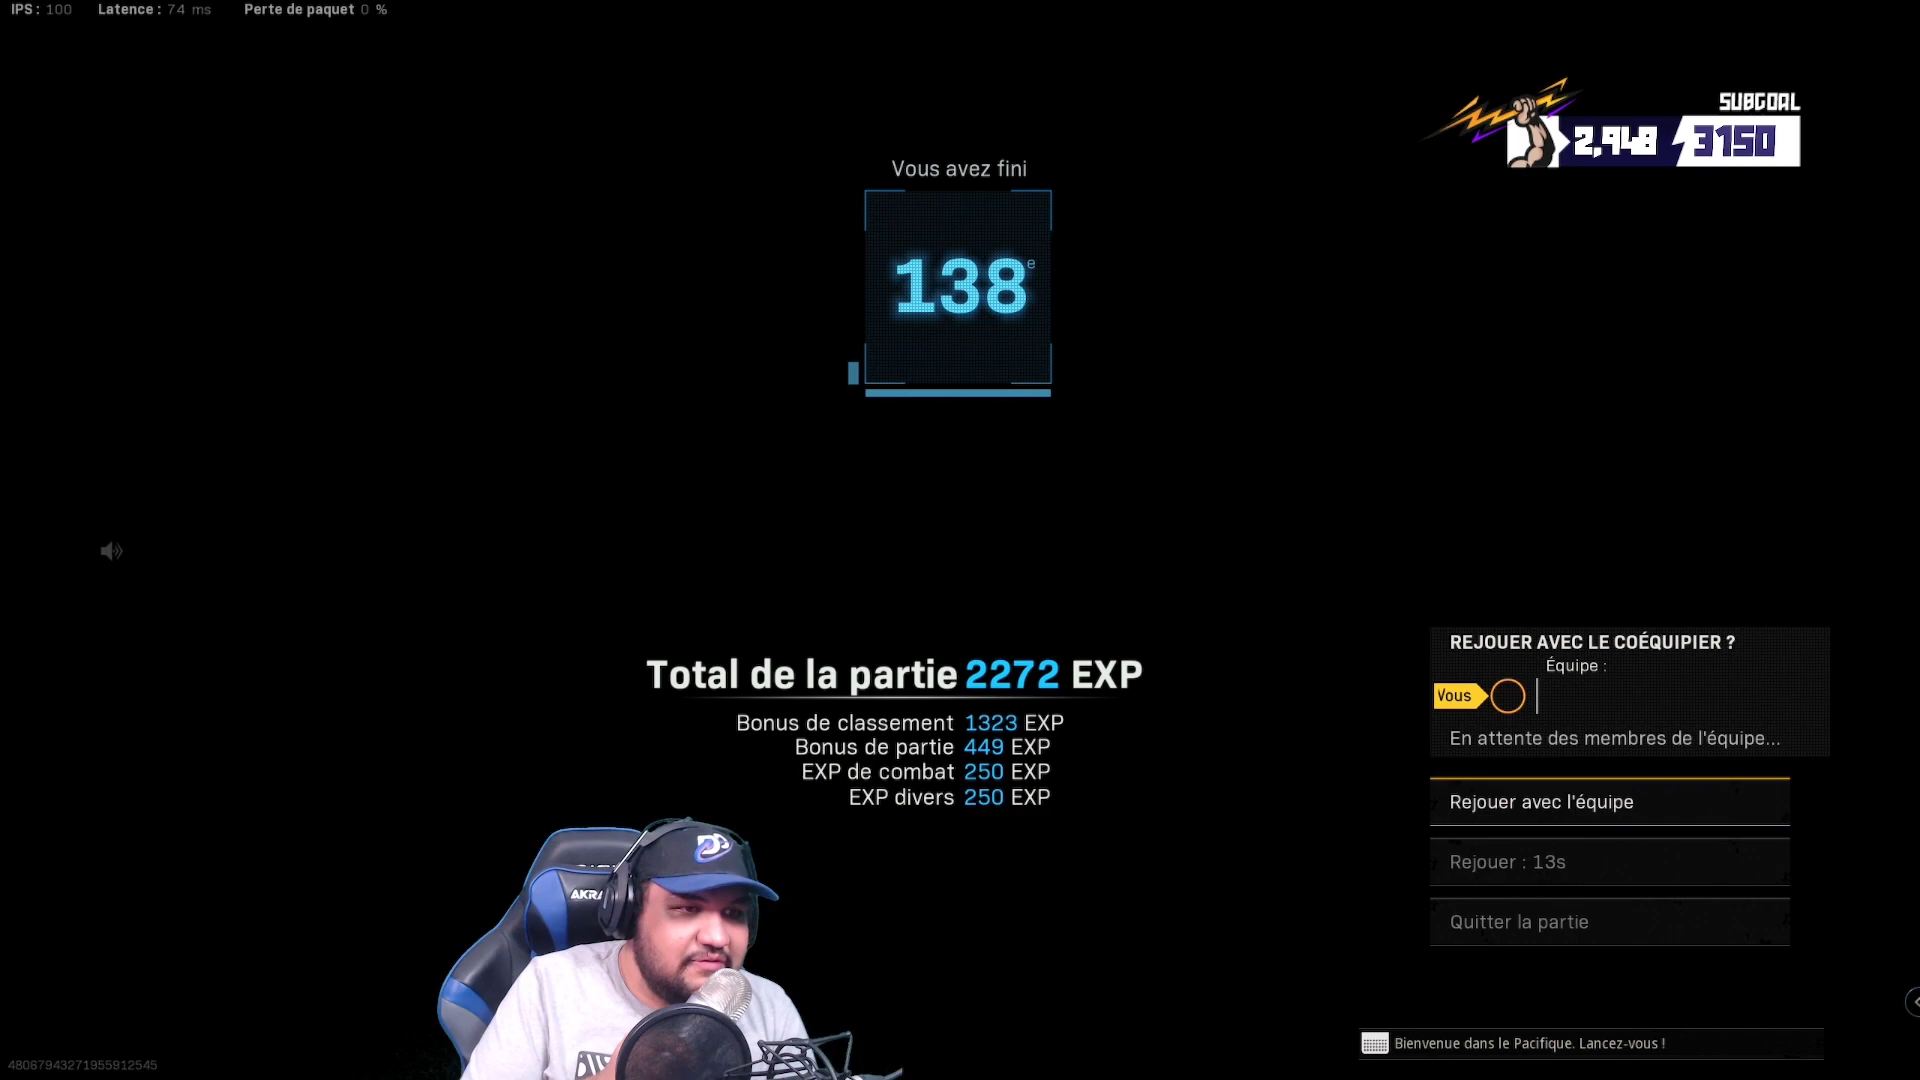 IPS : 100 Latence : 74 ms Perte de paquet 0 %
SUBGOAL
2,948 3150
Vous avez fini
138e
Total de la partie 2272 EXP
Bonus de classement 1323 EXP
Bonus de partie 449 EXP
EXP de combat 250 EXP
EXP divers 250 EXP
REJOUER AVEC LE COÉQUIPIER ?
Équipe :
Vous
En attente des membres de l'équipe...
Rejouer avec l'équipe
Rejouer : 13s
Quitter la partie
Bienvenue dans le Pacifique. Lancez-vous !
48087943271955912545